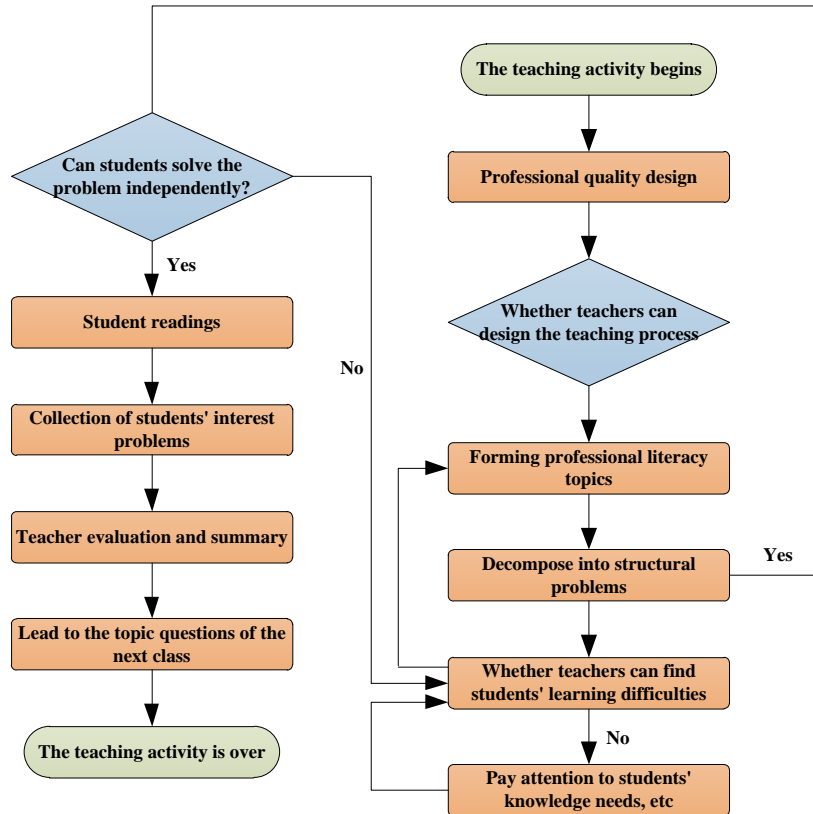 The teaching activity begins
Can students solve the
problem independently?
Professional quality design
Yes
Whether teachers can
design the teaching process
Student readings
No
Collection of students' interest
problems
Forming professional literacy
topics
Teacher evaluation and summary
Decompose into structural
problems
Yes
Lead to the topic questions of the
next class
Whether teachers can find
students' learning difficulties
No
The teaching activity is over
Pay attention to students'
knowledge needs, etc